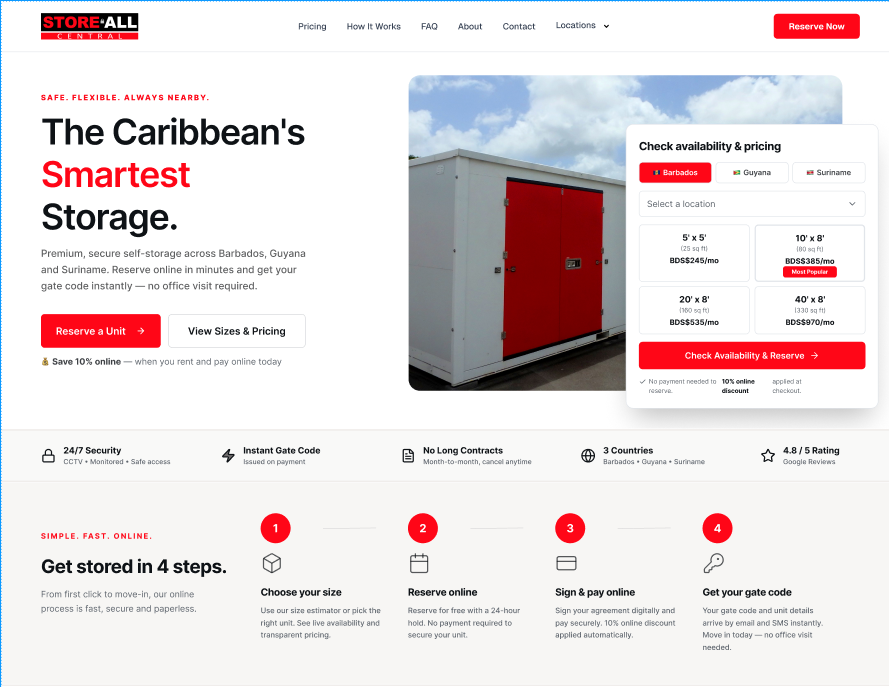 STORE-ALL
CENTRAL
Pricing
How It Works
FAQ
About
Contact
Locations
Reserve Now
SAFE. FLEXIBLE. ALWAYS NEARBY.
The Caribbean's
Smartest
Storage.
Premium, secure self-storage across Barbados, Guyana
and Suriname. Reserve online in minutes and get your
gate code instantly — no office visit required.
Reserve a Unit →
View Sizes & Pricing
💰 Save 10% online — when you rent and pay online today
Check availability & pricing
Barbados
Guyana
Suriname
Select a location
5' x 5'
(25 sq ft)
BDS$245/mo
10' x 8'
(80 sq ft)
BDS$385/mo
Most Popular
20' x 8'
(160 sq ft)
BDS$535/mo
40' x 8'
(330 sq ft)
BDS$970/mo
Check Availability & Reserve →
✓ No payment needed to
reserve.
10% online
discount
applied at
checkout.
24/7 Security
CCTV • Monitored • Safe access
Instant Gate Code
Issued on payment
No Long Contracts
Month-to-month, cancel anytime
3 Countries
Barbados • Guyana • Suriname
4.8 / 5 Rating
Google Reviews
SIMPLE. FAST. ONLINE.
Get stored in 4 steps.
From first click to move-in, our online
process is fast, secure and paperless.
1
Choose your size
Use our size estimator or pick the
right unit. See live availability and
transparent pricing.
2
Reserve online
Reserve for free with a 24-hour
hold. No payment required to
secure your unit.
3
Sign & pay online
Sign your agreement digitally and
pay securely. 10% online discount
applied automatically.
4
Get your gate code
Your gate code and unit details
arrive by email and SMS instantly.
Move in today — no office visit
needed.